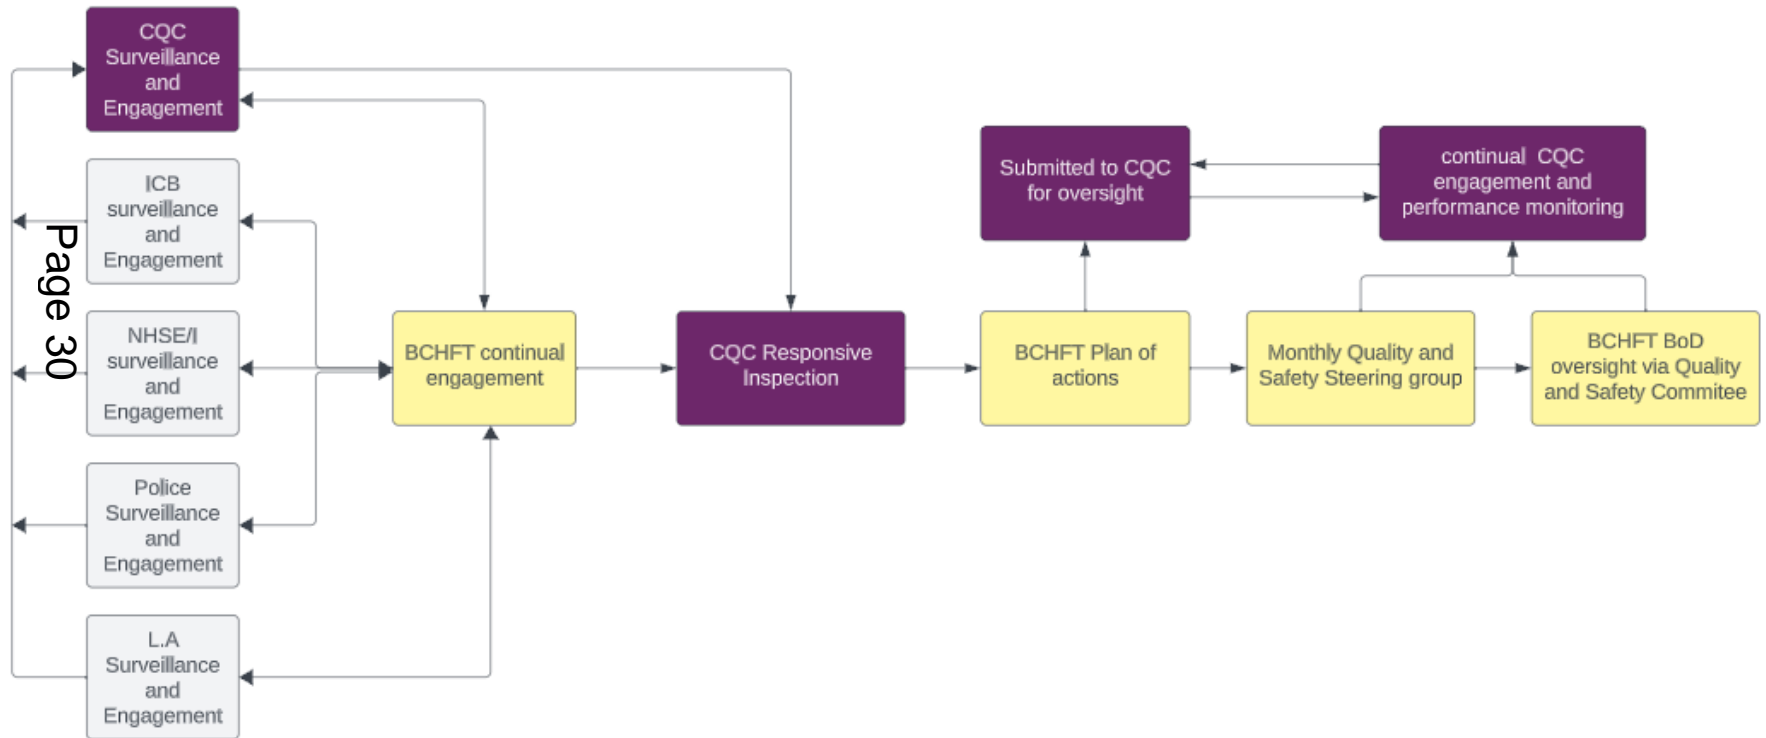 CQC
Surveillance
and
Engagement
ICB
surveillance
and
Engagement
Page 30
NHSE/I
surveillance
and
Engagement
Police
Surveillance
and
Engagement
L.A
Surveillance
and
Engagement
BCHFT continual
engagement
CQC Responsive
Inspection
Submitted to CQC
for oversight
continual CQC
engagement and
performance monitoring
BCHFT Plan of
actions
Monthly Quality and
Safety Steering group
BCHFT BoD
oversight via Quality
and Safety Commitee